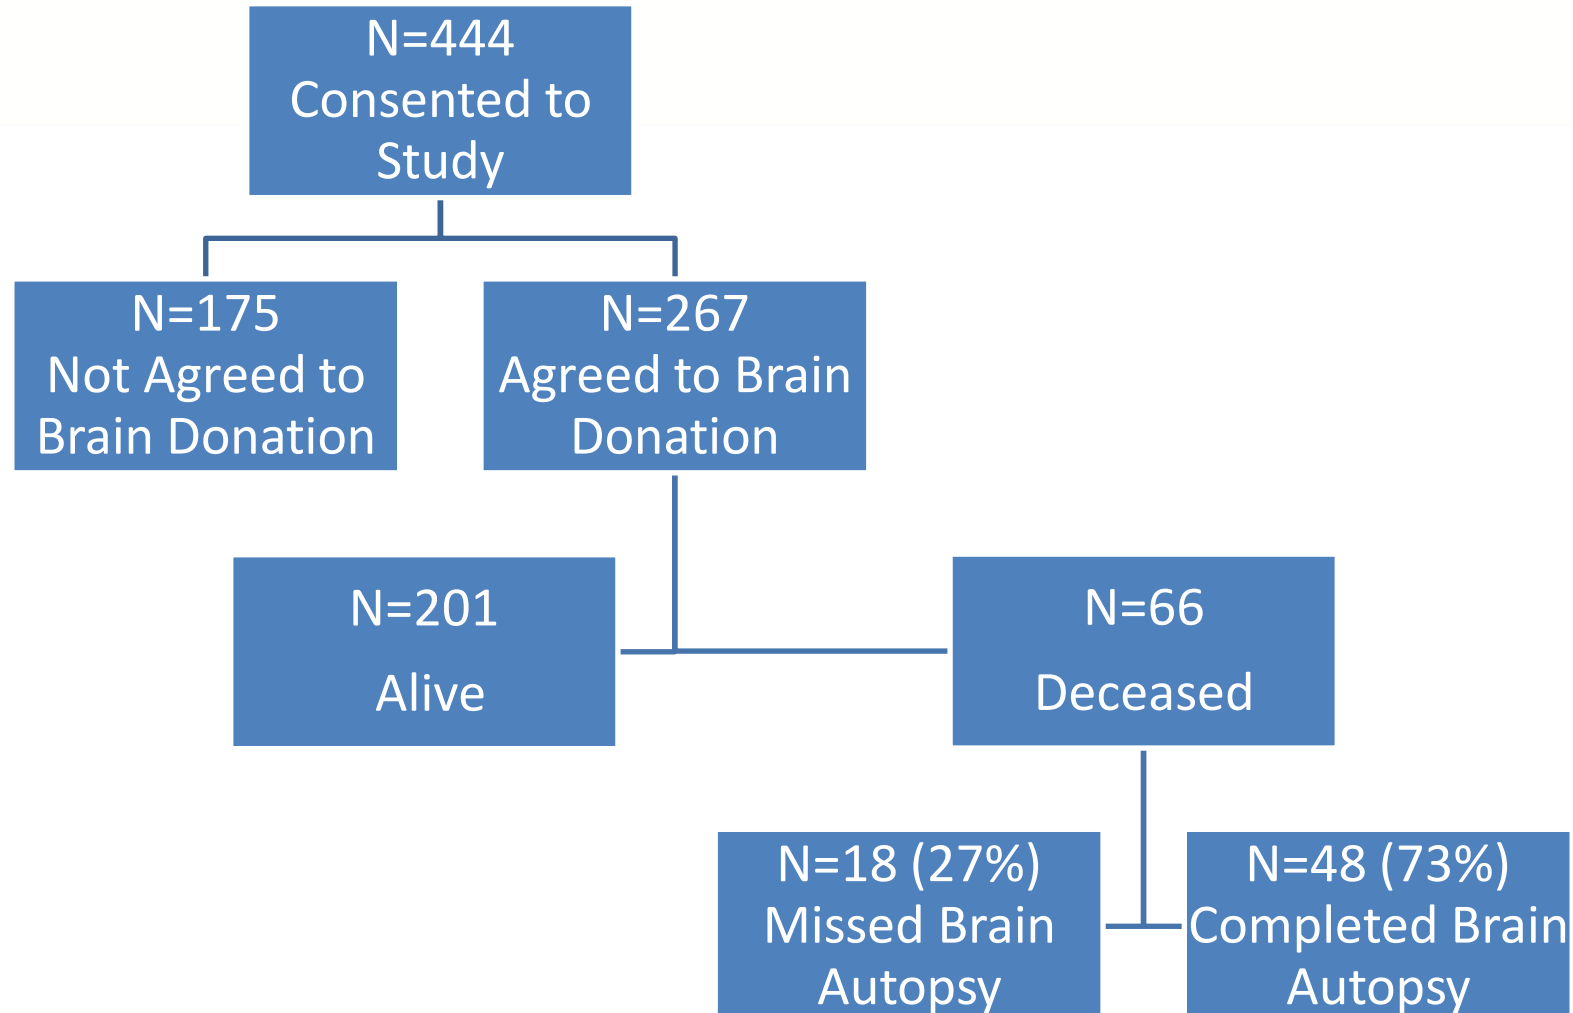 N=444
Consented to
Study
N=175
Not Agreed to
Brain Donation
N=267
Agreed to Brain
Donation
N=201
Alive
N=66
Deceased
N=18 (27%)
Missed Brain
Autopsy
N=48 (73%)
Completed Brain
Autopsy